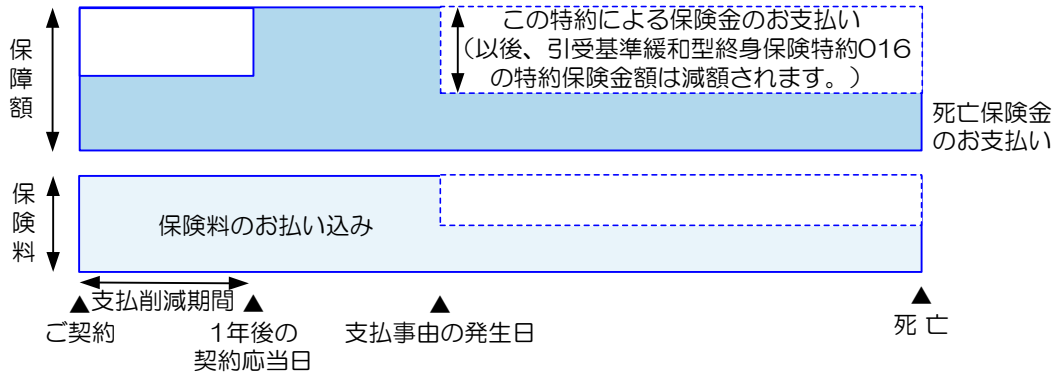 保障額
この特約による保険金のお支払い
（以後、引受基準緩和型終身保険特約016
の特約保険金額は減額されます。）
死亡保険金
のお支払い
保険料
保険料のお払い込み
支払削減期間
ご契約
1年後の
契約応当日
支払事由の発生日
死 亡